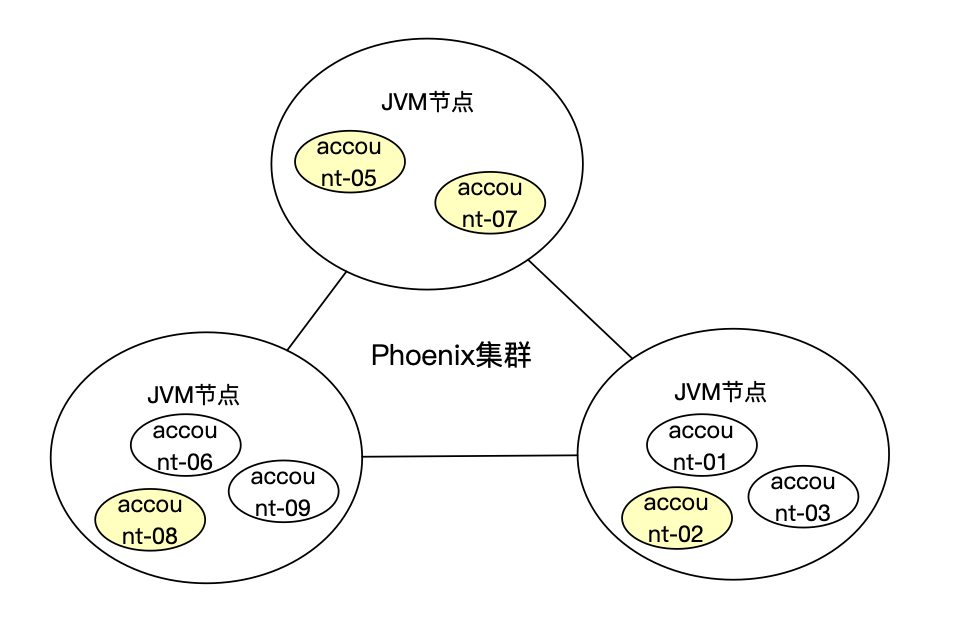 JVM节点
accou
nt-05
accou
nt-07
Phoenix集群
JVM节点
accou
nt-06
accou
nt-09
accou
nt-08
JVM节点
accou
nt-01
accou
nt-03
accou
nt-02